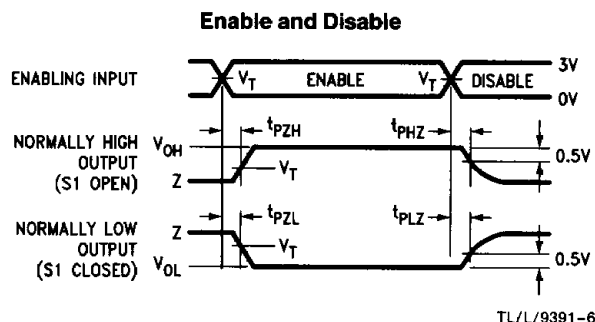 Enable and Disable
ENABLING INPUT
V_T ENABLE V_T DISABLE
3V
0V
t_PZH t_PHZ
NORMALLY HIGH OUTPUT (S1 OPEN)
V_OH
V_T
Z
0.5V
t_PZL t_PLZ
NORMALLY LOW OUTPUT (S1 CLOSED)
Z
V_T
V_OL
0.5V
TL/L/9391-6